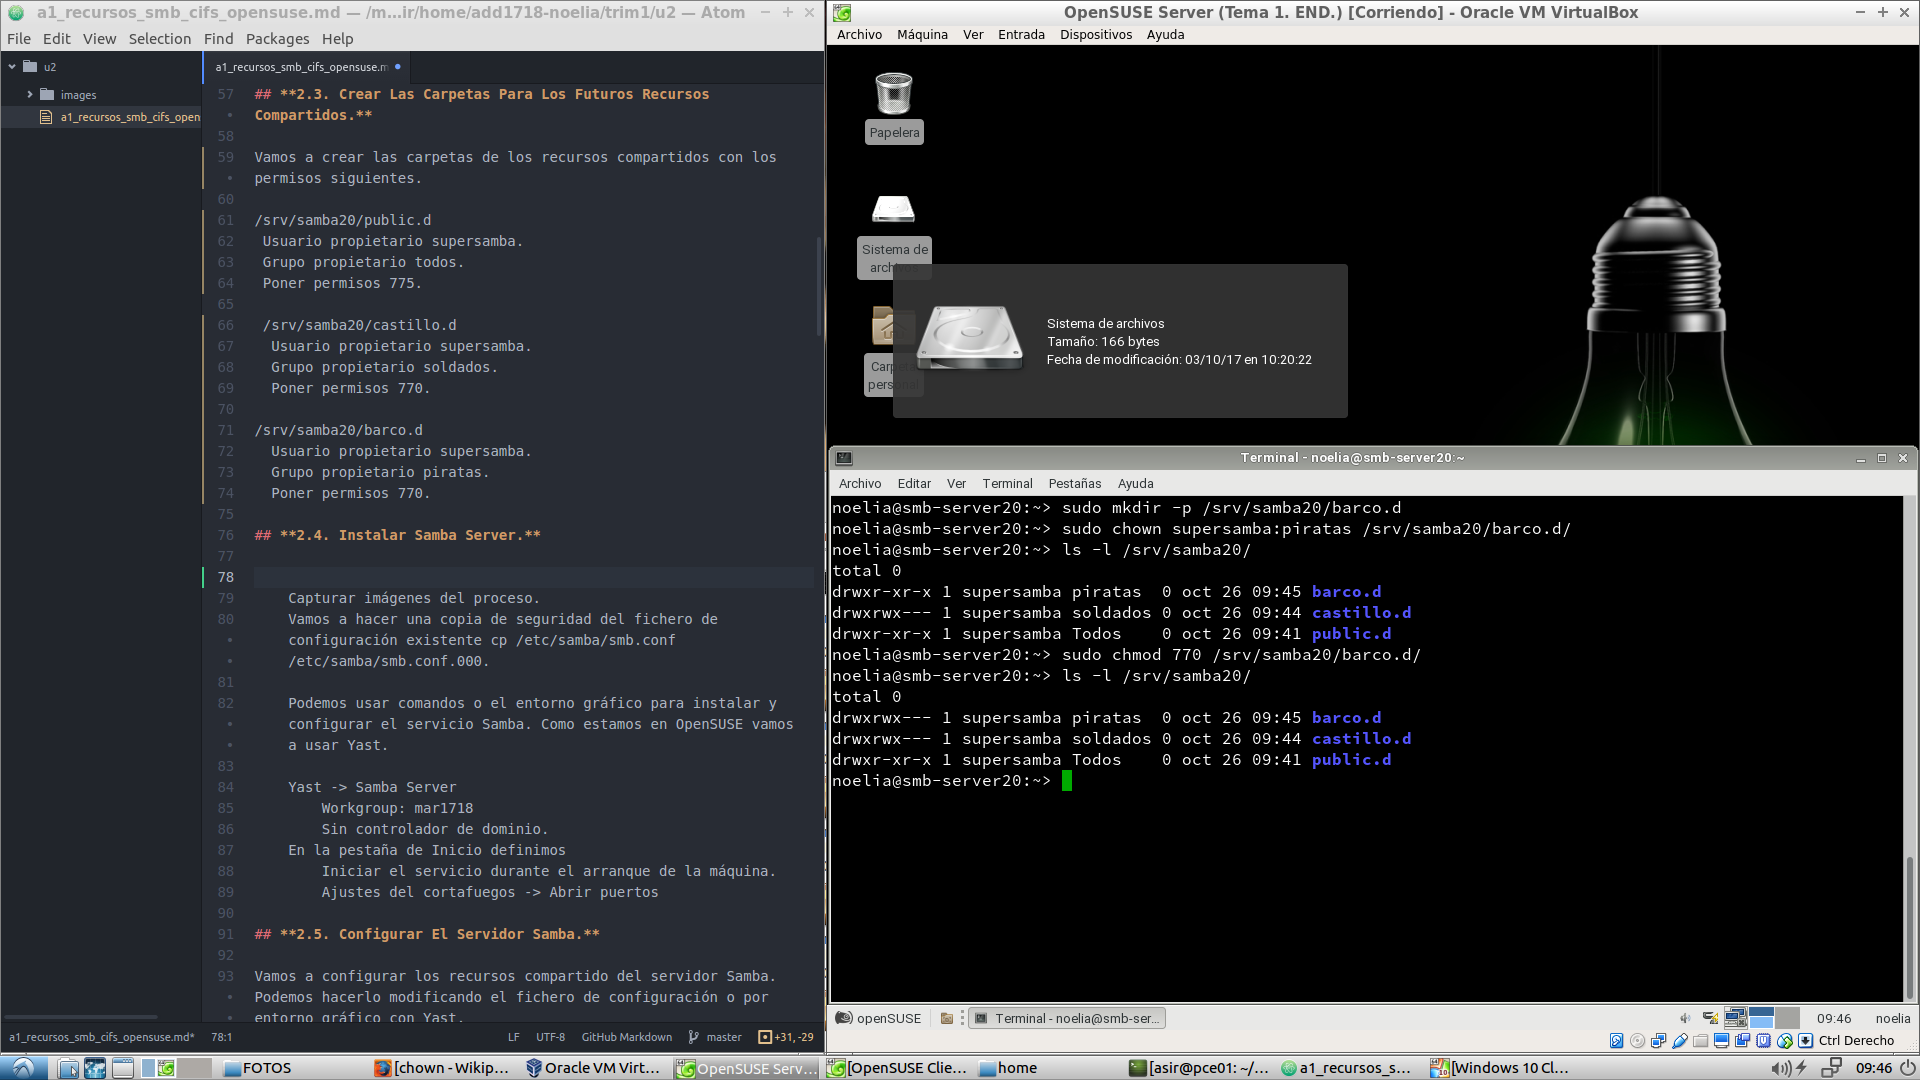 a1_recursos_smb_cifs_opensuse.md — /m...ir/home/add1718-noelia/trim1/u2 — Atom
File Edit View Selection Find Packages Help
u2
images
a1_recursos_smb_cifs_open
a1_recursos_smb_cifs_opensuse.m
57 ## **2.3. Crear Las Carpetas Para Los Futuros Recursos
• Compartidos.**
58
59 Vamos a crear las carpetas de los recursos compartidos con los
• permisos siguientes.
60
61 /srv/samba20/public.d
62 Usuario propietario supersamba.
63 Grupo propietario todos.
64 Poner permisos 775.
65
66 /srv/samba20/castillo.d
67 Usuario propietario supersamba.
68 Grupo propietario soldados.
69 Poner permisos 770.
70
71 /srv/samba20/barco.d
72 Usuario propietario supersamba.
73 Grupo propietario piratas.
74 Poner permisos 770.
75
76 ## **2.4. Instalar Samba Server.**
77
78
79 Capturar imágenes del proceso.
80 Vamos a hacer una copia de seguridad del fichero de
• configuración existente cp /etc/samba/smb.conf
• /etc/samba/smb.conf.000.
81
82 Podemos usar comandos o el entorno gráfico para instalar y
• configurar el servicio Samba. Como estamos en OpenSUSE vamos
• a usar Yast.
83
84 Yast -> Samba Server
85 Workgroup: mar1718
86 Sin controlador de dominio.
87 En la pestaña de Inicio definimos
88 Iniciar el servicio durante el arranque de la máquina.
89 Ajustes del cortafuegos -> Abrir puertos
90
91 ## **2.5. Configurar El Servidor Samba.**
92
93 Vamos a configurar los recursos compartido del servidor Samba.
• Podemos hacerlo modificando el fichero de configuración o por
• entorno gráfico con Yast.
a1_recursos_smb_cifs_opensuse.md* 78:1 LF UTF-8 GitHub Markdown master +31, -29
OpenSUSE Server (Tema 1. END.) [Corriendo] - Oracle VM VirtualBox
Archivo Máquina Ver Entrada Dispositivos Ayuda
Papelera
Sistema de
archivos
Carpeta
personal
Sistema de archivos
Tamaño: 166 bytes
Fecha de modificación: 03/10/17 en 10:20:22
Terminal - noelia@smb-server20:~
Archivo Editar Ver Terminal Pestañas Ayuda
noelia@smb-server20:~> sudo mkdir -p /srv/samba20/barco.d
noelia@smb-server20:~> sudo chown supersamba:piratas /srv/samba20/barco.d/
noelia@smb-server20:~> ls -l /srv/samba20/
total 0
drwxr-xr-x 1 supersamba piratas 0 oct 26 09:45 barco.d
drwxrwx--- 1 supersamba soldados 0 oct 26 09:44 castillo.d
drwxr-xr-x 1 supersamba Todos 0 oct 26 09:41 public.d
noelia@smb-server20:~> sudo chmod 770 /srv/samba20/barco.d/
noelia@smb-server20:~> ls -l /srv/samba20/
total 0
drwxrwx--- 1 supersamba piratas 0 oct 26 09:45 barco.d
drwxrwx--- 1 supersamba soldados 0 oct 26 09:44 castillo.d
drwxr-xr-x 1 supersamba Todos 0 oct 26 09:41 public.d
noelia@smb-server20:~>
openSUSE Terminal - noelia@smb-ser... 09:46 noelia
Ctrl Derecho
FOTOS [chown - Wikip... Oracle VM Virt... OpenSUSE Serv... [OpenSUSE Clie... home [asir@pce01: ~/... a1_recursos_s... [Windows 10 Cl... 09:46